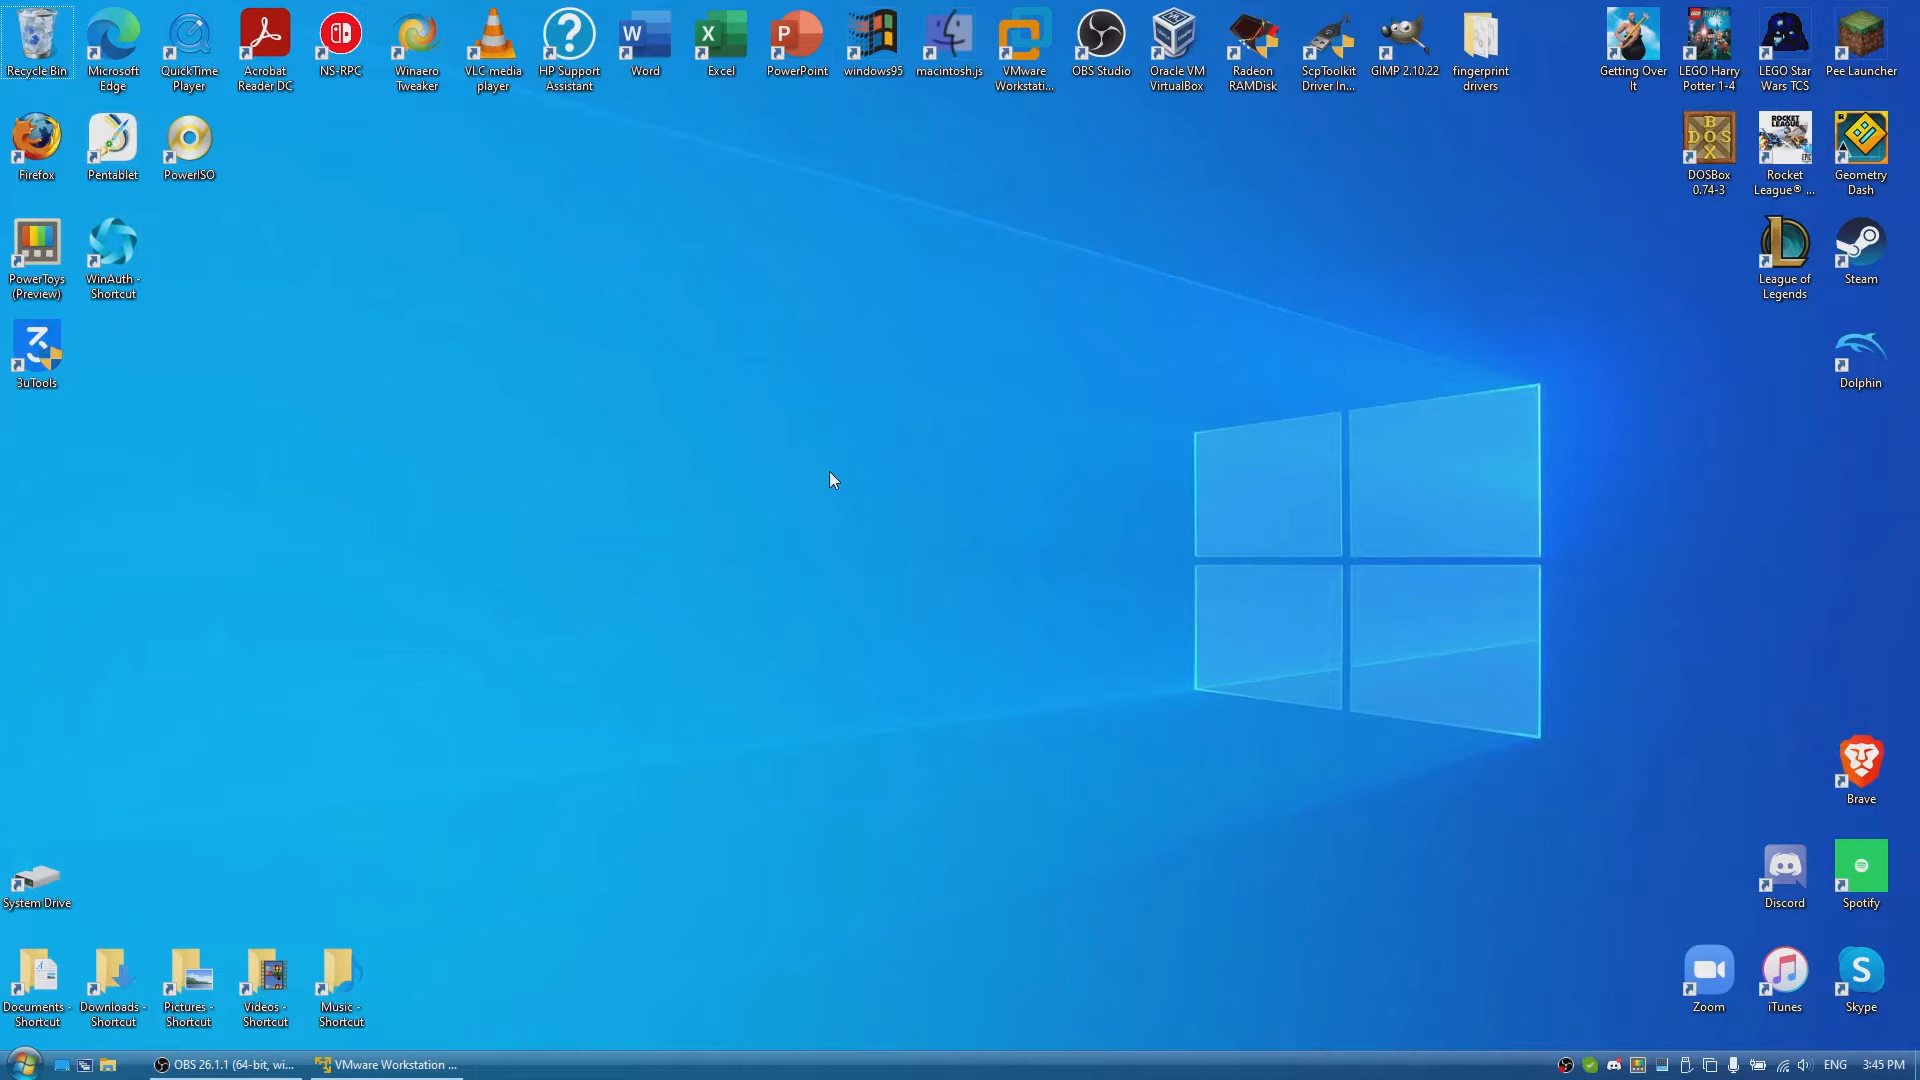 Recycle Bin
Microsoft
Edge
QuickTime
Player
Acrobat
Reader DC
NS-RPC
Winaero
Tweaker
VLC media
player
HP Support
Assistant
Word
Excel
PowerPoint
windows95
macintosh.js
VMware
Workstati...
OBS Studio
Oracle VM
VirtualBox
Radeon
RAMDisk
ScpToolkit
Driver In...
GIMP 2.10.22
fingerprint
drivers
Getting Over
It
LEGO Harry
Potter 1-4
LEGO Star
Wars TCS
Pee Launcher
Firefox
Pentablet
PowerISO
DOSBox
0.74-3
Rocket
League® ...
Geometry
Dash
PowerToys
(Preview)
WinAuth -
Shortcut
League of
Legends
Steam
3uTools
Dolphin
Brave
System Drive
Discord
Spotify
Documents -
Shortcut
Downloads -
Shortcut
Pictures -
Shortcut
Videos -
Shortcut
Music -
Shortcut
Zoom
iTunes
Skype
OBS 26.1.1 (64-bit, wi...
VMware Workstation ...
ENG
3:45 PM